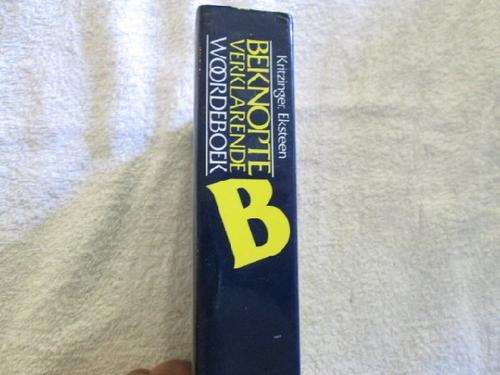 Kritzinger, Eksteen
BEKNOPTE
VERKLARENDE
WOORDEBOEK
B